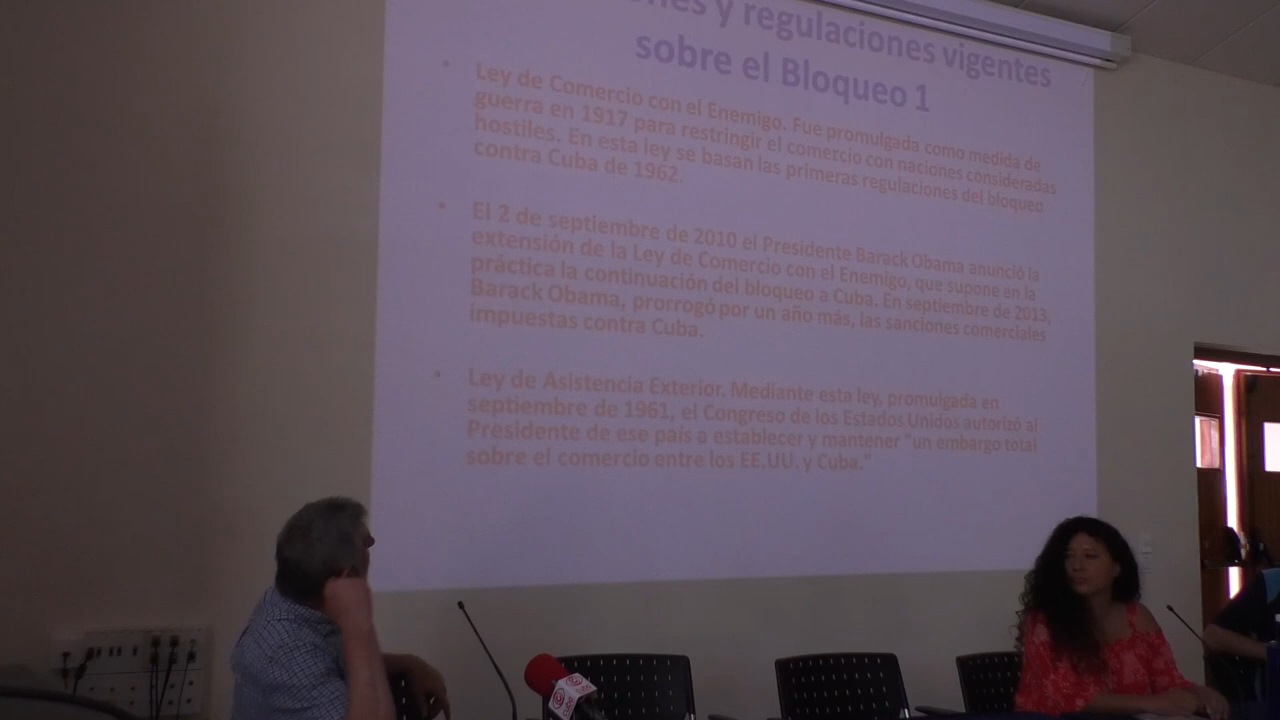 y regulaciones vigentes
sobre el Bloqueo 1
• Ley de Comercio con el Enemigo. Fue promulgada como medida de
guerra en 1917 para restringir el comercio con naciones consideradas
hostiles. En esta ley se basan las primeras regulaciones del bloqueo
contra Cuba de 1962.
• El 2 de septiembre de 2010 el Presidente Barack Obama anunció la
extensión de la Ley de Comercio con el Enemigo, que supone en la
práctica la continuación del bloqueo a Cuba. En septiembre de 2013,
Barack Obama, prorrogó por un año más, las sanciones comerciales
impuestas contra Cuba.
• Ley de Asistencia Exterior. Mediante esta ley, promulgada en
septiembre de 1961, el Congreso de los Estados Unidos autorizó al
Presidente de ese país a establecer y mantener "un embargo total
sobre el comercio entre los EE.UU. y Cuba."